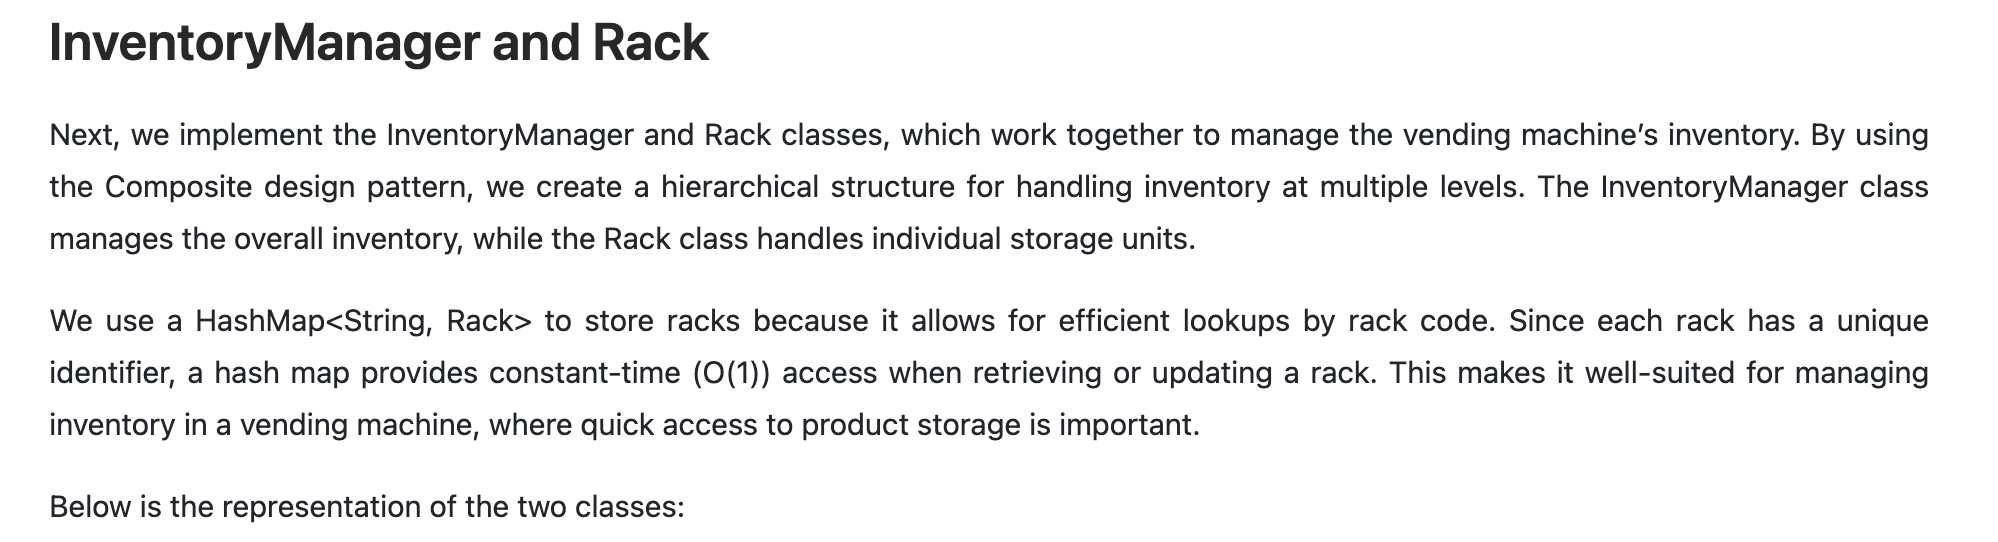 InventoryManager and Rack
Next, we implement the InventoryManager and Rack classes, which work together to manage the vending machine’s inventory. By using
the Composite design pattern, we create a hierarchical structure for handling inventory at multiple levels. The InventoryManager class
manages the overall inventory, while the Rack class handles individual storage units.
We use a HashMap<String, Rack> to store racks because it allows for efficient lookups by rack code. Since each rack has a unique
identifier, a hash map provides constant-time (O(1)) access when retrieving or updating a rack. This makes it well-suited for managing
inventory in a vending machine, where quick access to product storage is important.
Below is the representation of the two classes: